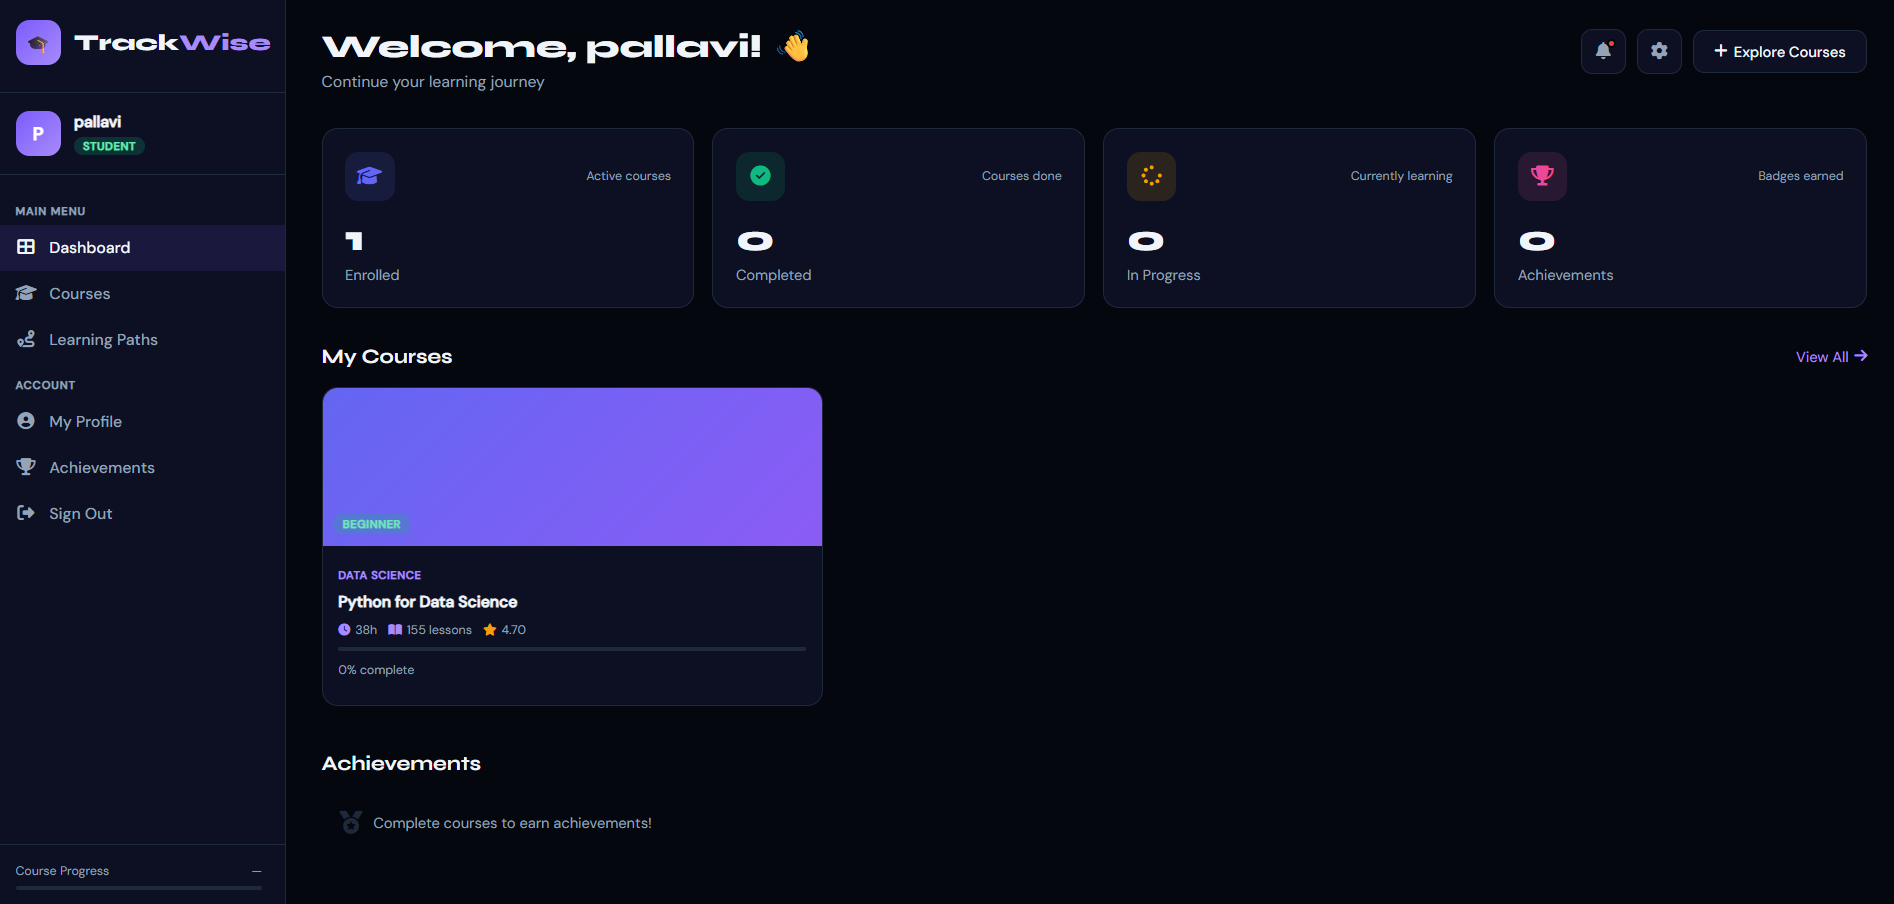 TrackWise
P
pallavi
STUDENT
MAIN MENU
Dashboard
Courses
Learning Paths
ACCOUNT
My Profile
Achievements
Sign Out
Course Progress
—
Welcome, pallavi! 👋
Continue your learning journey
+ Explore Courses
Active courses
1
Enrolled
Courses done
0
Completed
Currently learning
0
In Progress
Badges earned
0
Achievements
My Courses
View All →
BEGINNER
DATA SCIENCE
Python for Data Science
38h 155 lessons 4.70
0% complete
Achievements
Complete courses to earn achievements!